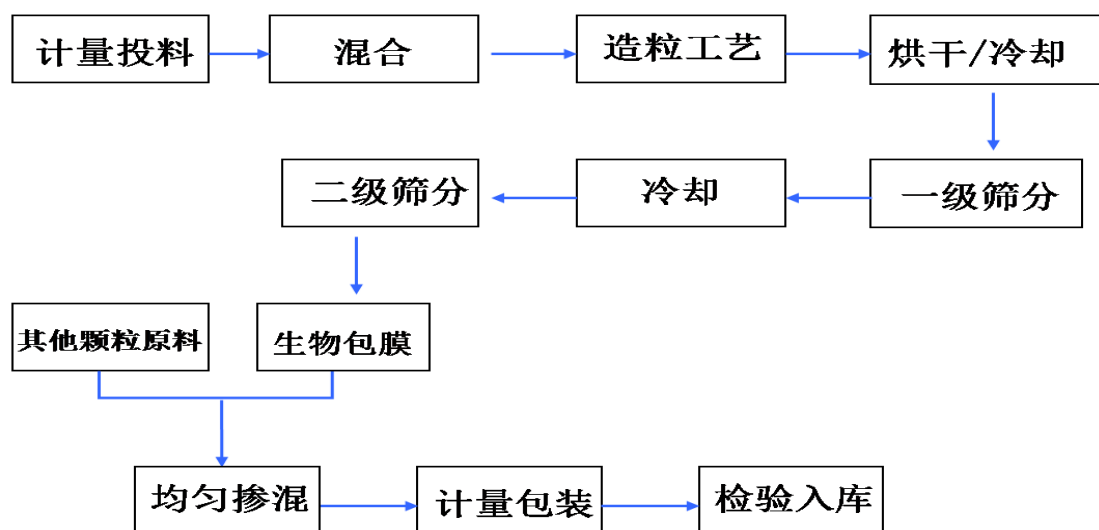 计量投料
混合
造粒工艺
烘干/冷却
二级筛分
冷却
一级筛分
其他颗粒原料
生物包膜
均匀掺混
计量包装
检验入库